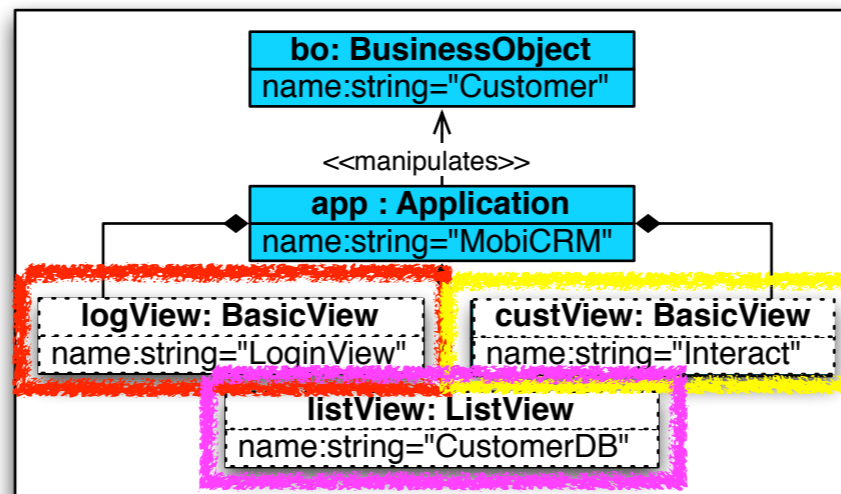 bo: BusinessObject
name:string="Customer"
<<manipulates>>
app : Application
name:string="MobiCRM"
logView: BasicView
name:string="LoginView"
custView: BasicView
name:string="Interact"
listView: ListView
name:string="CustomerDB"